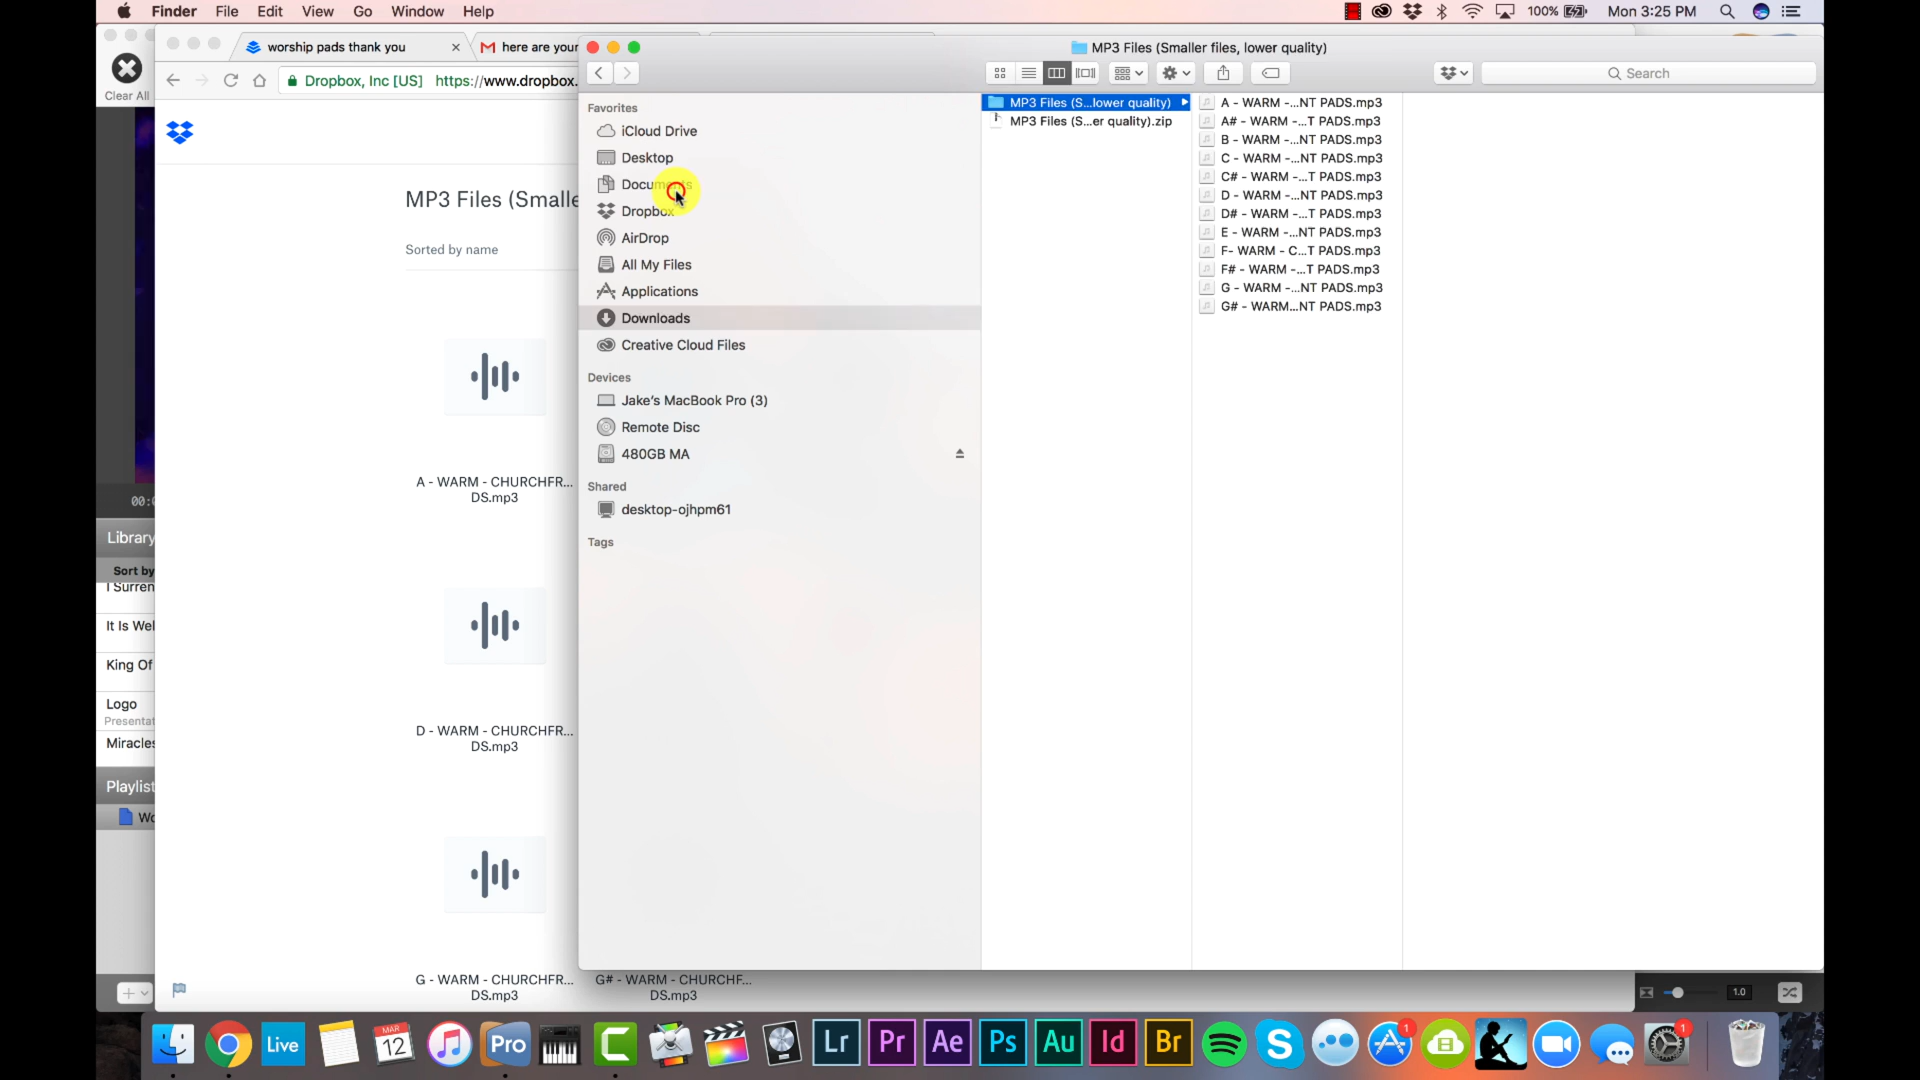 Finder File Edit View Go Window Help
100% Mon 3:25 PM
Clear All
worship pads thank you
here are your
Dropbox, Inc [US] https://www.dropbox.
MP3 Files (Smalle
Sorted by name
A - WARM - CHURCHFR...
DS.mp3
D - WARM - CHURCHFR...
DS.mp3
G - WARM - CHURCHFR...
DS.mp3
G# - WARM - CHURCHF...
DS.mp3
00:
Library
Sort by
I Surren
It Is Wel
King Of
Logo
Presentat
Miracles
Playlist
Wo
MP3 Files (Smaller files, lower quality)
Search
Favorites
iCloud Drive
Desktop
Documents
Dropbox
AirDrop
All My Files
Applications
Downloads
Creative Cloud Files
Devices
Jake's MacBook Pro (3)
Remote Disc
480GB MA
Shared
desktop-ojhpm61
Tags
MP3 Files (S...lower quality)
MP3 Files (S...er quality).zip
A - WARM -...NT PADS.mp3
A# - WARM -...T PADS.mp3
B - WARM -...NT PADS.mp3
C - WARM -...NT PADS.mp3
C# - WARM -...T PADS.mp3
D - WARM -...NT PADS.mp3
D# - WARM -...T PADS.mp3
E - WARM -...NT PADS.mp3
F- WARM - C...T PADS.mp3
F# - WARM -...T PADS.mp3
G - WARM -...NT PADS.mp3
G# - WARM...NT PADS.mp3
1.0
Live
MAR
12
Pro
Lr
Pr
Ae
Ps
Au
Id
Br
1
1